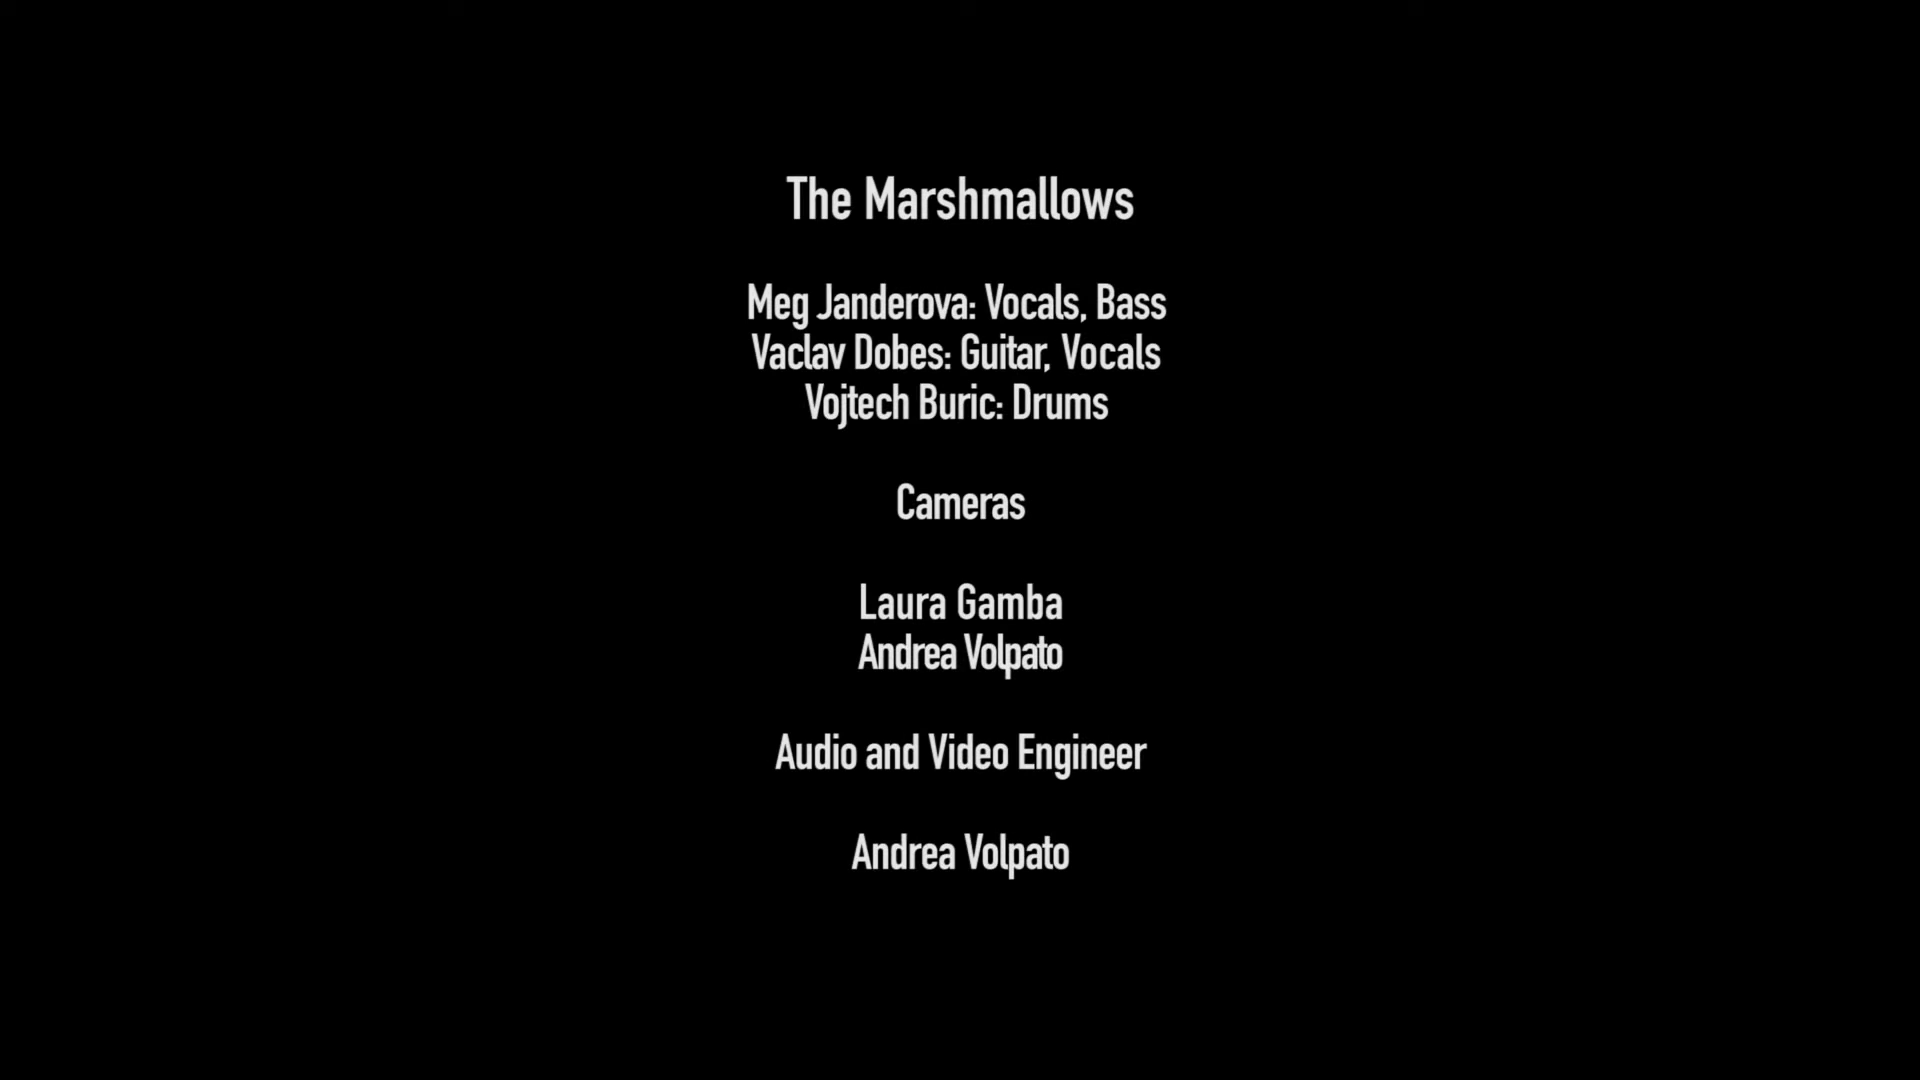 The Marshmallows
Meg Janderova: Vocals, Bass
Vaclav Dobes: Guitar, Vocals
Vojtech Buric: Drums
Cameras
Laura Gamba
Andrea Volpato
Audio and Video Engineer
Andrea Volpato